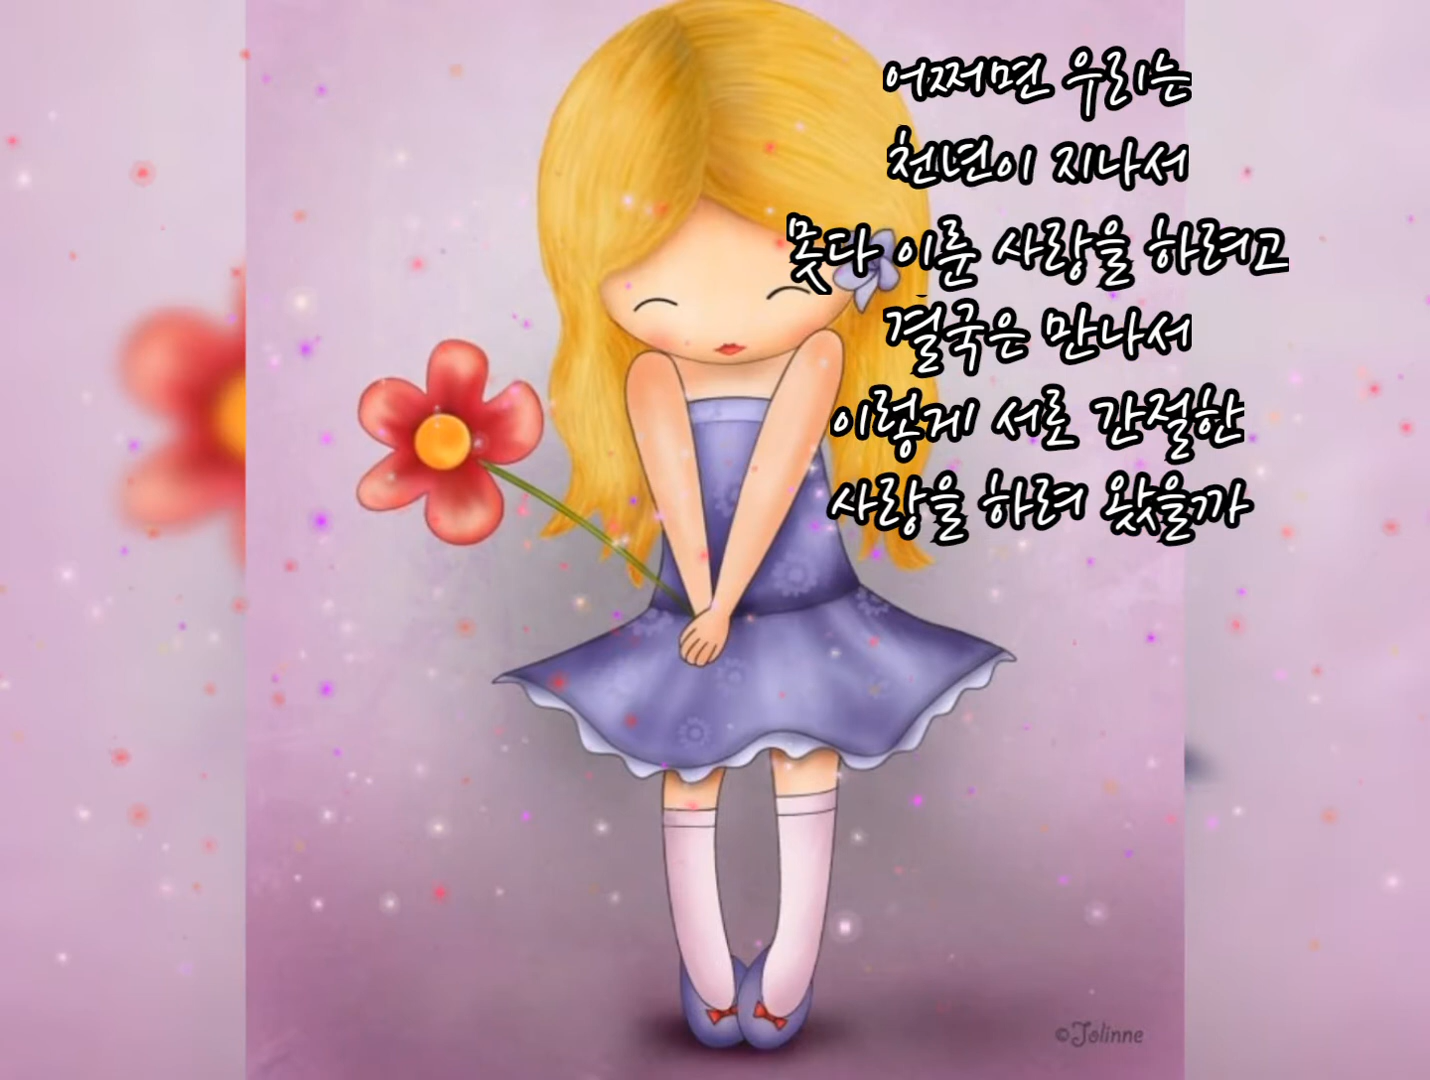 어쩌면 우리는
천년이 지나서
못다 이룬 사랑을 하려고
결국은 만나서
이렇게 서로 간절한
사랑을 하려 왔을까
©Jolinne